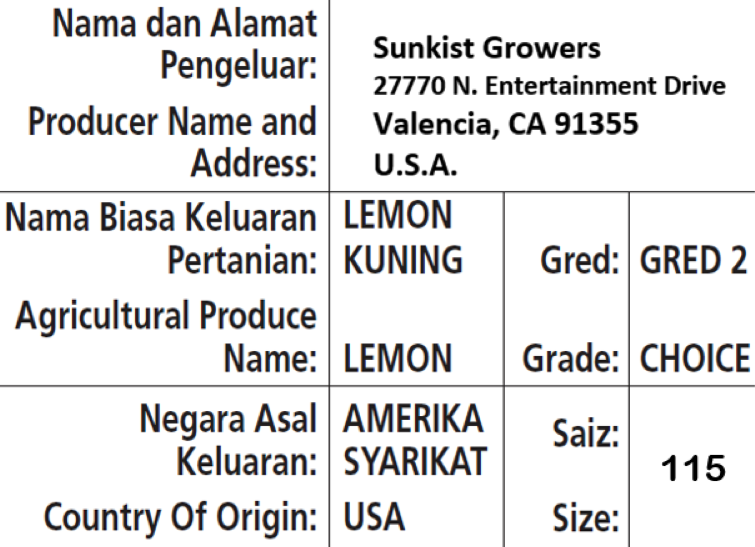 Nama dan Alamat
Pengeluar:
Producer Name and
Address:
Sunkist Growers
27770 N. Entertainment Drive
Valencia, CA 91355
U.S.A.
Nama Biasa Keluaran
Pertanian:
LEMON
KUNING
Gred: GRED 2
Agricultural Produce
Name: LEMON
Grade: CHOICE
Negara Asal
Keluaran:
AMERIKA
SYARIKAT
Saiz:
115
Country Of Origin: USA
Size: